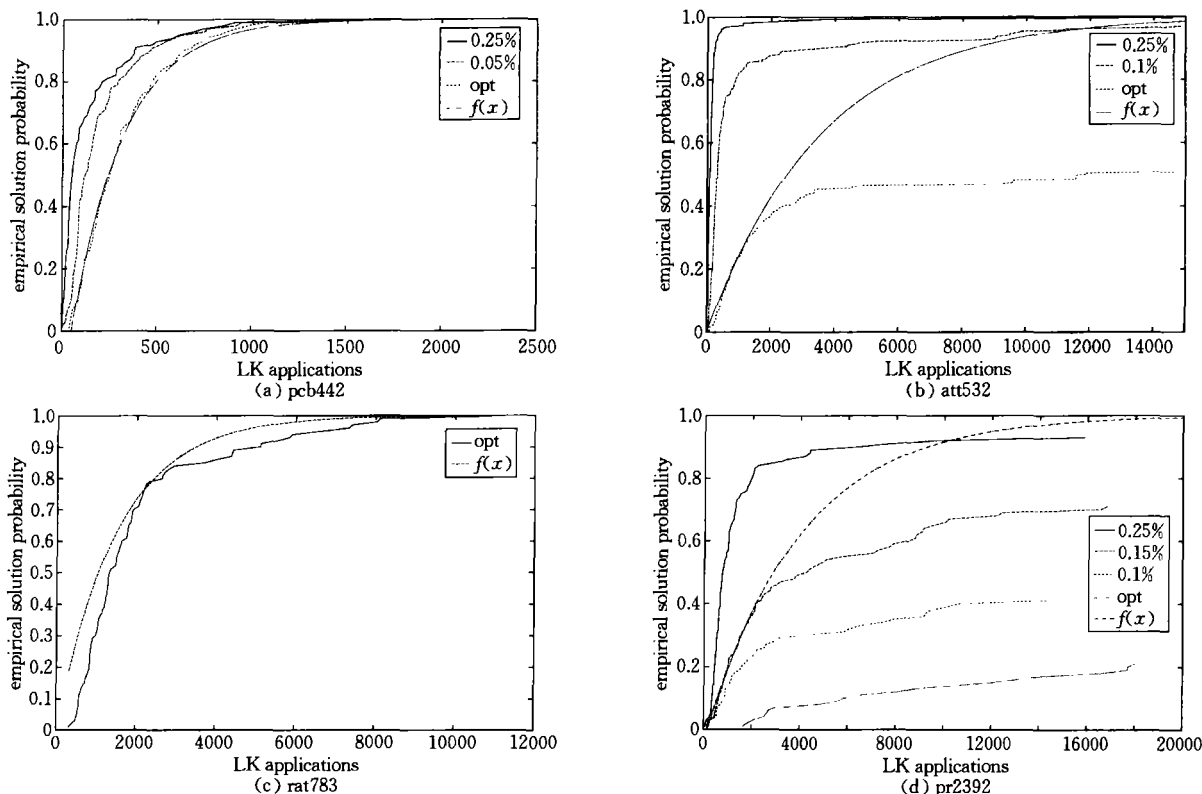 1.0
0.8
0.6
0.4
0.2
0
empirical solution probability
0.25%
0.05%
opt
f(x)
0 500 1000 1500 2000 2500
LK applications
(a) pcb442
1.0
0.8
0.6
0.4
0.2
0
empirical solution probability
0.25%
0.1%
opt
f(x)
0 2000 4000 6000 8000 10000 12000 14000
LK applications
(b) att532
1.0
0.9
0.8
0.7
0.6
0.5
0.4
0.3
0.2
0.1
0
empirical solution probability
opt
f(x)
0 2000 4000 6000 8000 10000 12000
LK applications
(c) rat783
1.0
0.8
0.6
0.4
0.2
0
empirical solution probability
0.25%
0.15%
0.1%
opt
f(x)
0 4000 8000 12000 16000 20000
LK applications
(d) pr2392